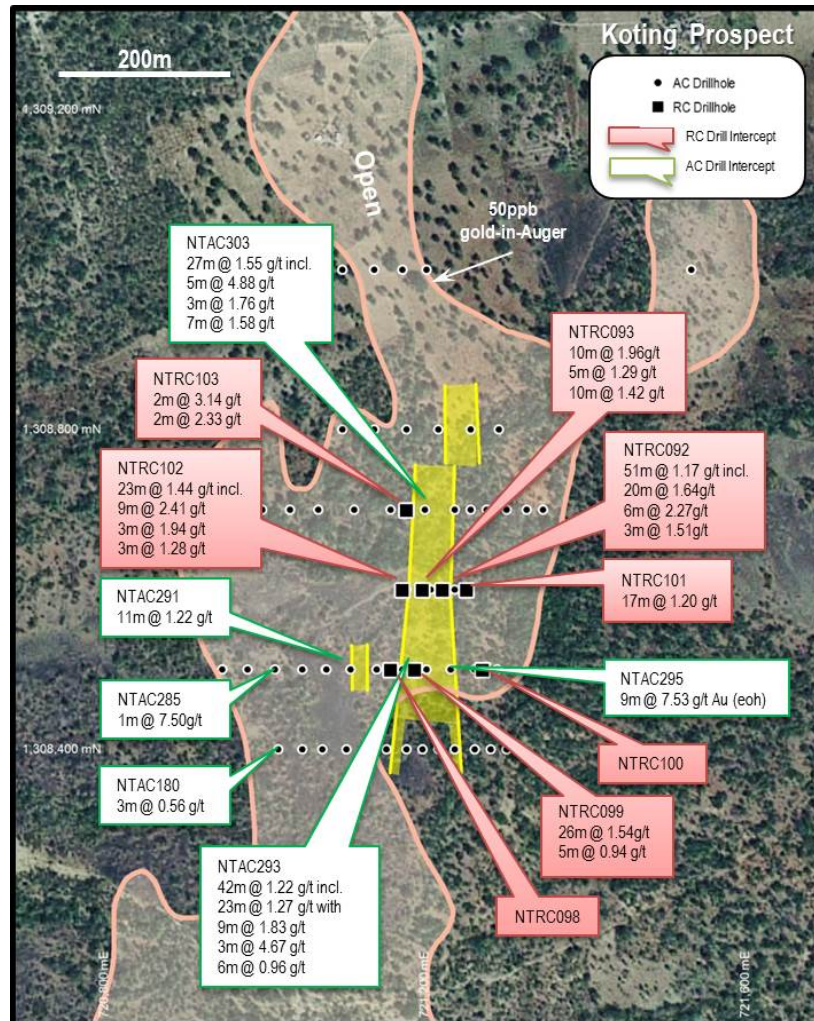 Koting Prospect
200m
AC Drillhole
RC Drillhole
RC Drill Intercept
AC Drill Intercept
1,309,200 mN
Open
50ppb
gold-in-Auger
NTAC303
27m @ 1.55 g/t incl.
5m @ 4.88 g/t
3m @ 1.76 g/t
7m @ 1.58 g/t
NTRC093
10m @ 1.96g/t
5m @ 1.29 g/t
10m @ 1.42 g/t
NTRC103
2m @ 3.14 g/t
2m @ 2.33 g/t
1,308,800 mN
NTRC102
23m @ 1.44 g/t incl.
9m @ 2.41 g/t
3m @ 1.94 g/t
3m @ 1.28 g/t
NTRC092
51m @ 1.17 g/t incl.
20m @ 1.64g/t
6m @ 2.27g/t
3m @ 1.51g/t
NTRC101
17m @ 1.20 g/t
NTAC291
11m @ 1.22 g/t
NTAC285
1m @ 7.50g/t
NTAC295
9m @ 7.53 g/t Au (eoh)
1,308,400 mN
NTRC100
NTAC180
3m @ 0.56 g/t
NTRC099
26m @ 1.54g/t
5m @ 0.94 g/t
NTAC293
42m @ 1.22 g/t incl.
23m @ 1.27 g/t with
9m @ 1.83 g/t
3m @ 4.67 g/t
6m @ 0.96 g/t
NTRC098
720,800 mE
721,200 mE
721,600 mE